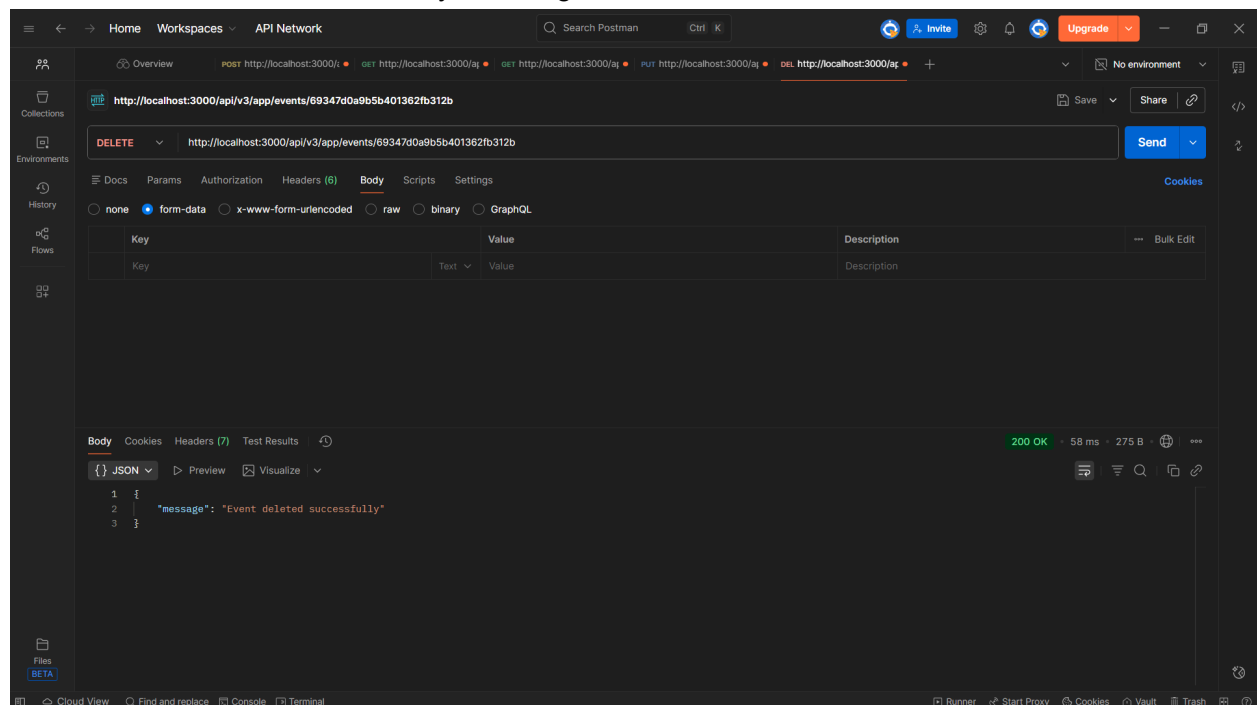 Home Workspaces API Network Search Postman Ctrl K Invite Upgrade
Overview POST http://localhost:3000/a GET http://localhost:3000/ap GET http://localhost:3000/ap PUT http://localhost:3000/ap DEL http://localhost:3000/ap No environment
HTTP http://localhost:3000/api/v3/app/events/69347d0a9b5b401362fb312b Save Share
Collections
DELETE http://localhost:3000/api/v3/app/events/69347d0a9b5b401362fb312b Send
Environments
Docs Params Authorization Headers (6) Body Scripts Settings Cookies
History
none form-data x-www-form-urlencoded raw binary GraphQL
Key Value Description Bulk Edit
Flows
Key Text Value Description
Body Cookies Headers (7) Test Results 200 OK 58 ms 275 B
{} JSON Preview Visualize
1 {
2 "message": "Event deleted successfully"
3 }
Files
BETA
Cloud View Find and replace Console Terminal Runner Start Proxy Cookies Vault Trash